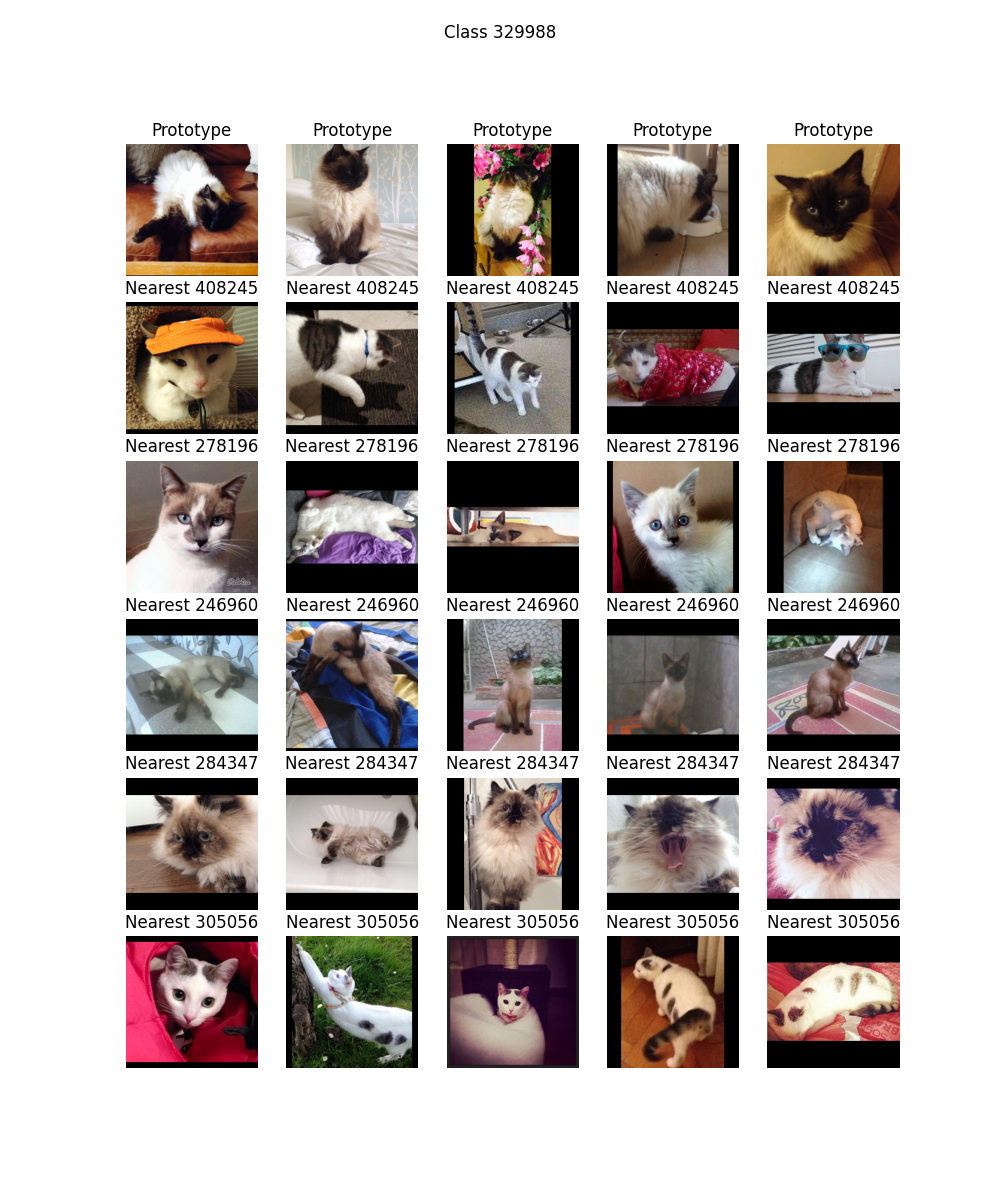 Class 329988
Prototype Prototype Prototype Prototype Prototype
Nearest 408245 Nearest 408245 Nearest 408245 Nearest 408245 Nearest 408245
Nearest 278196 Nearest 278196 Nearest 278196 Nearest 278196 Nearest 278196
Nearest 246960 Nearest 246960 Nearest 246960 Nearest 246960 Nearest 246960
Nearest 284347 Nearest 284347 Nearest 284347 Nearest 284347 Nearest 284347
Nearest 305056 Nearest 305056 Nearest 305056 Nearest 305056 Nearest 305056